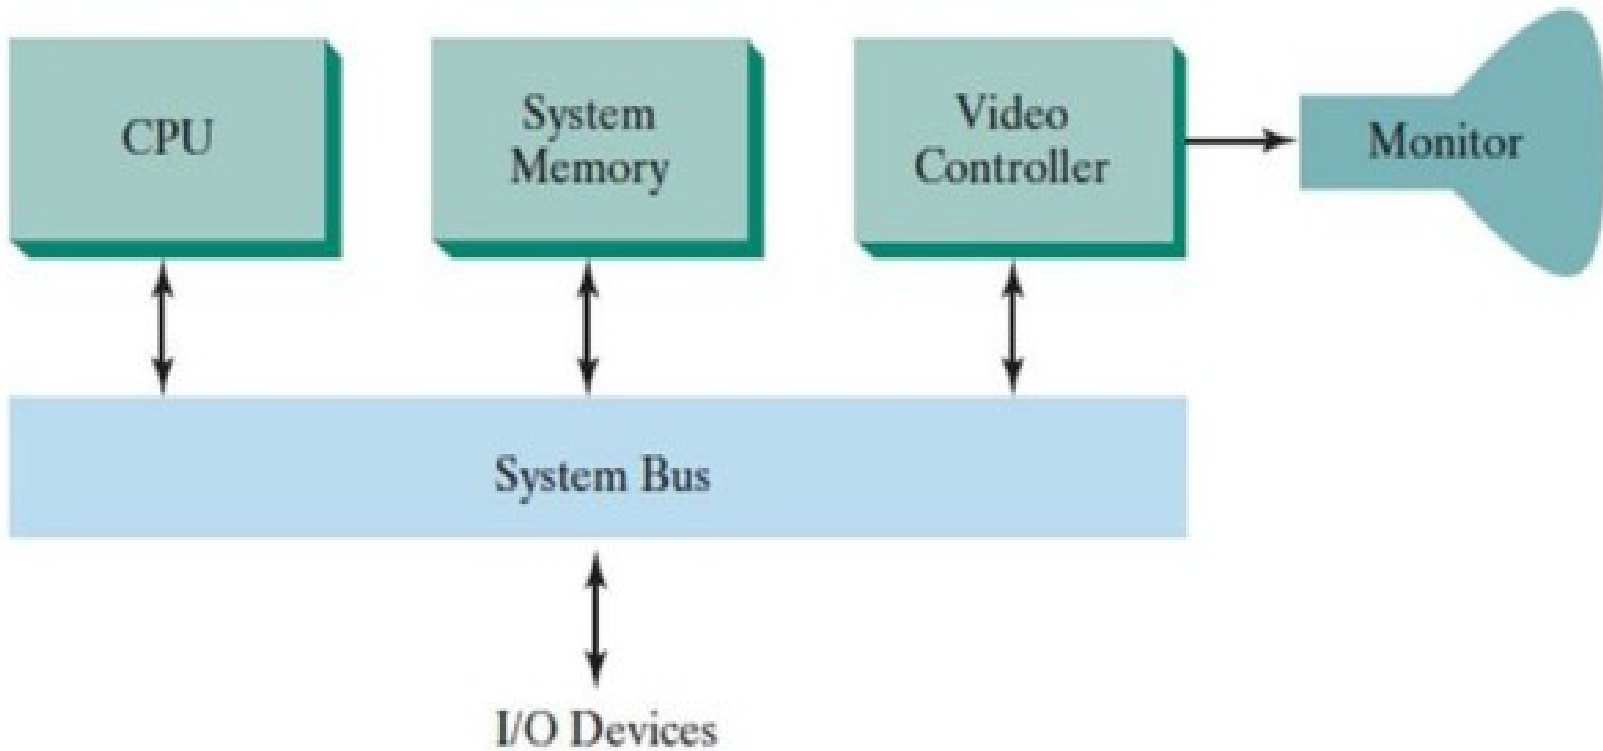 CPU
System
Memory
Video
Controller
Monitor
System Bus
I/O Devices